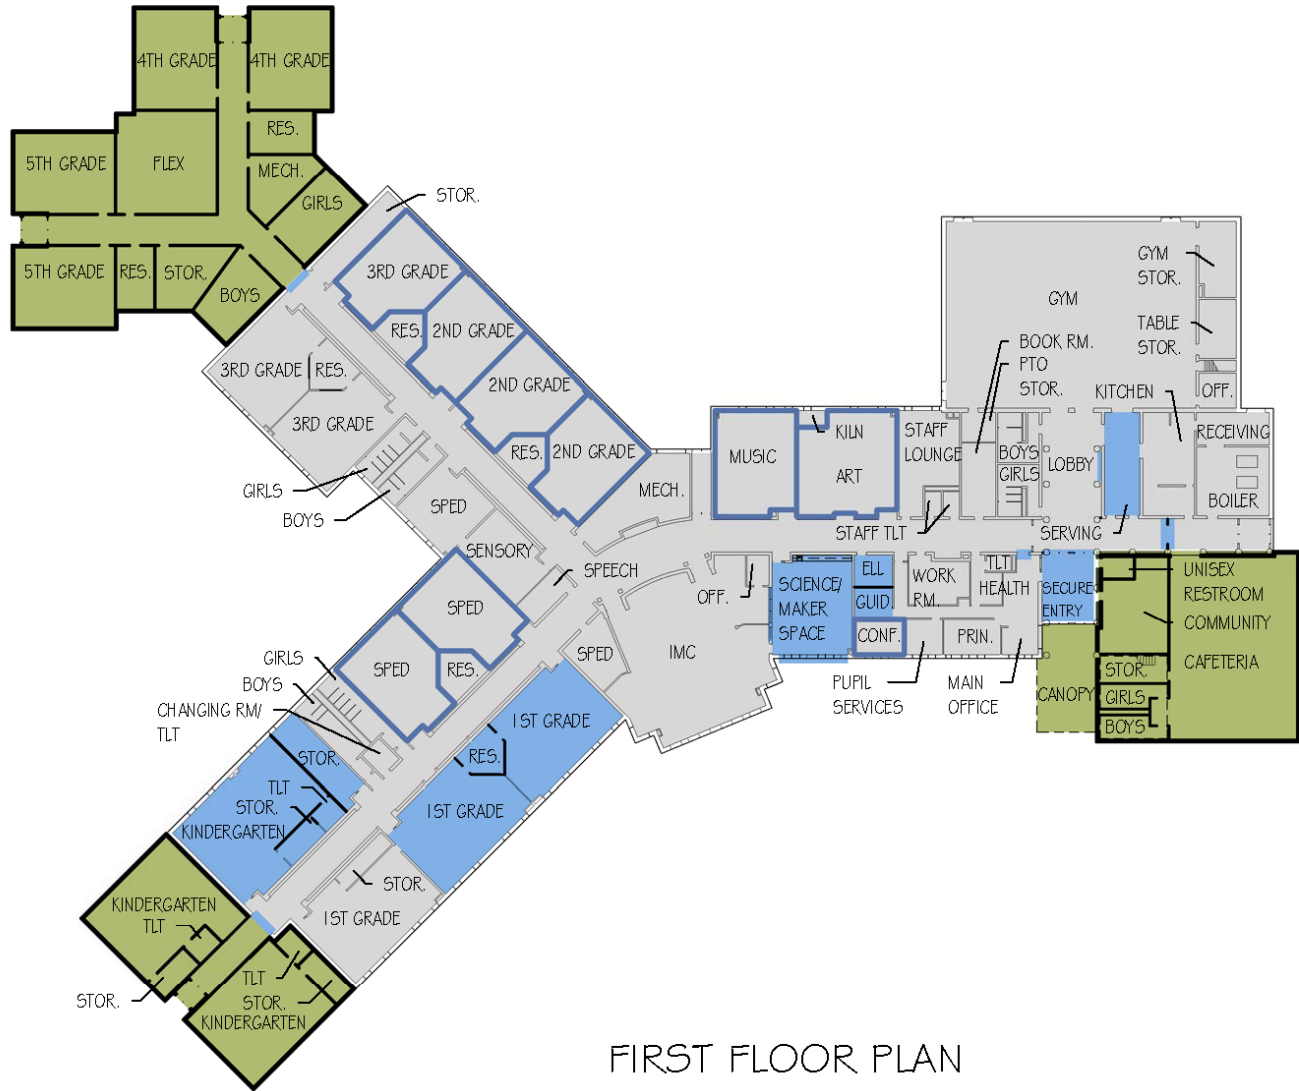 4TH GRADE
4TH GRADE
RES.
5TH GRADE
FLEX
MECH.
GIRLS
STOR.
5TH GRADE
RES.
STOR.
BOYS
3RD GRADE
RES.
2ND GRADE
3RD GRADE
RES.
2ND GRADE
3RD GRADE
RES.
2ND GRADE
GIRLS
BOYS
SPED
MECH.
SENSORY
SPEECH
GYM
STOR.
GYM
TABLE
STOR.
BOOK RM.
PTO
STOR.
KITCHEN
OFF.
MUSIC
KILN
ART
STAFF
LOUNGE
BOYS
GIRLS
LOBBY
RECEIVING
BOILER
STAFF TLT
SERVING
OFF.
SCIENCE/
MAKER
SPACE
ELL
GUID
CONF.
WORK
RM.
TLT
HEALTH
PRIN.
SECURE
ENTRY
UNISEX
RESTROOM
COMMUNITY
CAFETERIA
STOR.
GIRLS
BOYS
CANOPY
PUPIL
SERVICES
MAIN
OFFICE
IMC
SPED
SPED
SPED
RES.
GIRLS
BOYS
CHANGING RM/
TLT
STOR.
TLT
STOR.
KINDERGARTEN
1ST GRADE
RES.
1ST GRADE
STOR.
1ST GRADE
KINDERGARTEN
TLT
STOR.
TLT
STOR.
KINDERGARTEN
FIRST FLOOR PLAN